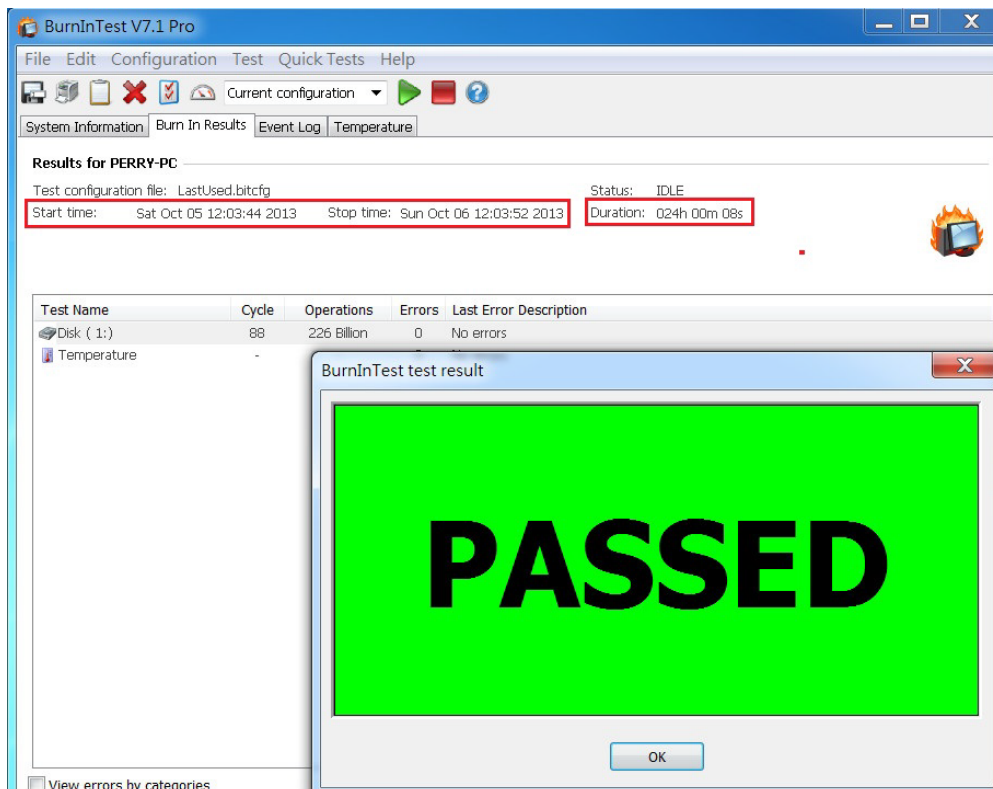 BurnInTest V7.1 Pro
File Edit Configuration Test Quick Tests Help
Current configuration
System Information Burn In Results Event Log Temperature
Results for PERRY-PC
Test configuration file: LastUsed.bitcfg Status: IDLE
Start time: Sat Oct 05 12:03:44 2013 Stop time: Sun Oct 06 12:03:52 2013 Duration: 024h 00m 08s
Test Name Cycle Operations Errors Last Error Description
Disk ( 1:) 88 226 Billion 0 No errors
Temperature -
BurnInTest test result
PASSED
OK
View errors by categories